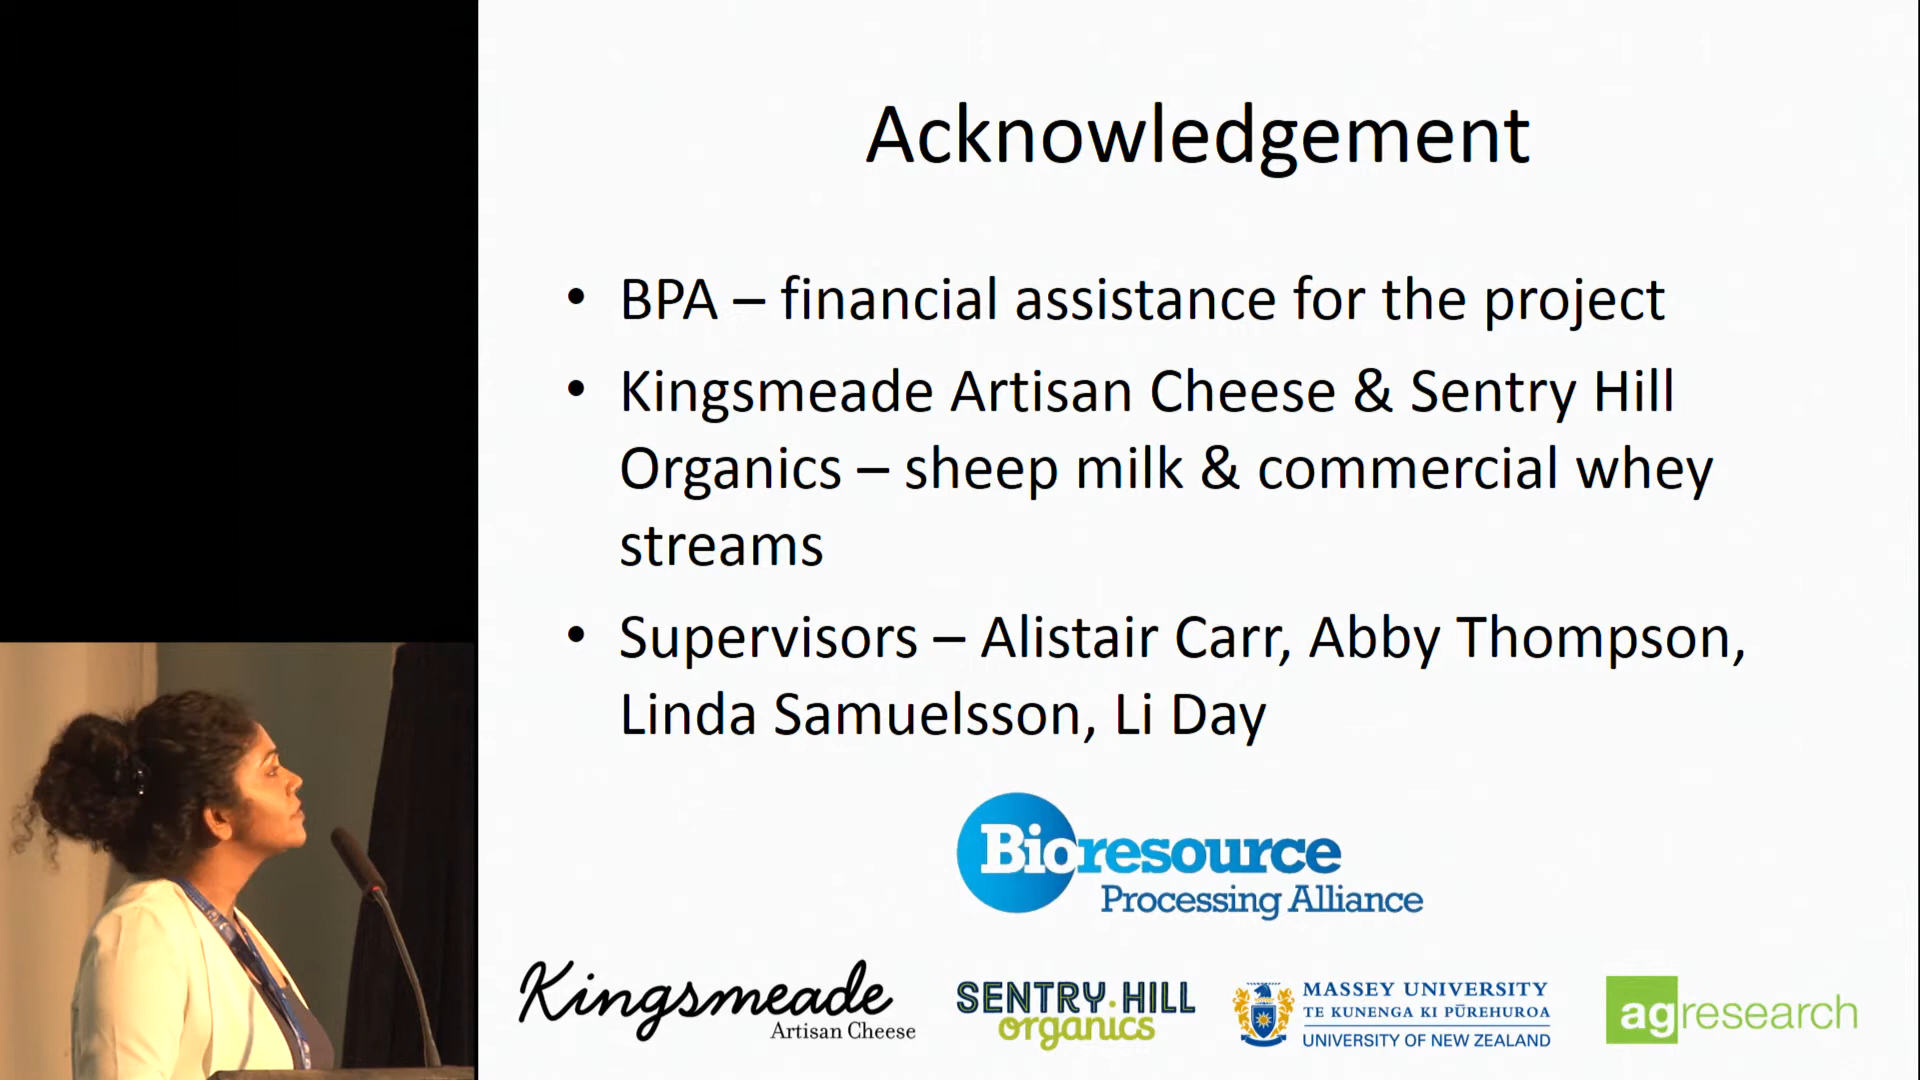 Acknowledgement
• BPA – financial assistance for the project
• Kingsmeade Artisan Cheese & Sentry Hill
Organics – sheep milk & commercial whey
streams
• Supervisors – Alistair Carr, Abby Thompson,
Linda Samuelsson, Li Day
Bioresource
Processing Alliance
Kingsmeade
Artisan Cheese
SENTRY·HILL
organics
MASSEY UNIVERSITY
TE KUNENGA KI PŪREHUROA
UNIVERSITY OF NEW ZEALAND
agresearch